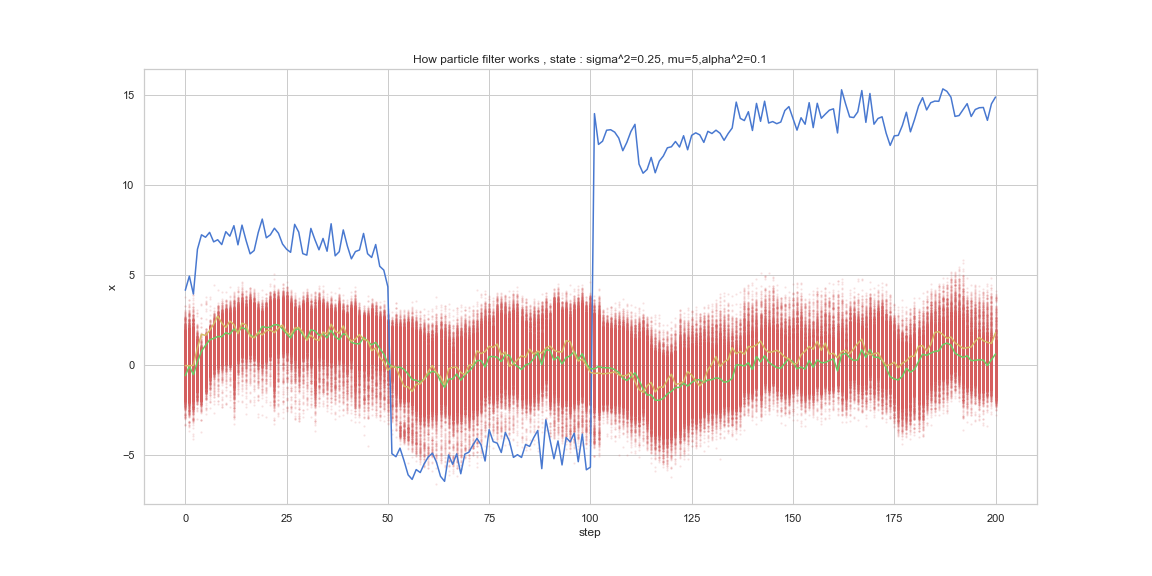 How particle filter works , state : sigma^2=0.25, mu=5,alpha^2=0.1
15
10
5
0
−5
x
0 25 50 75 100 125 150 175 200
step